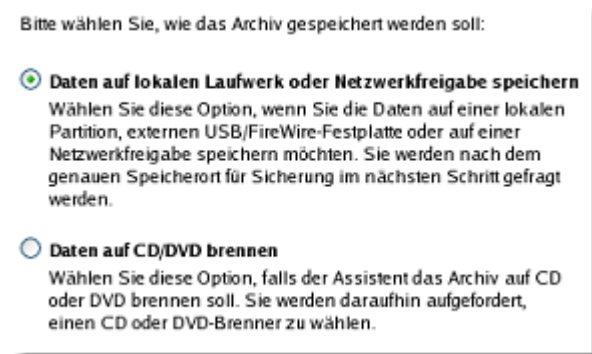 Bitte wählen Sie, wie das Archiv gespeichert werden soll:
Daten auf lokalen Laufwerk oder Netzwerkfreigabe speichern
Wählen Sie diese Option, wenn Sie die Daten auf einer lokalen
Partition, externen USB/FireWire-Festplatte oder auf einer
Netzwerkfreigabe speichern möchten. Sie werden nach dem
genauen Speicherort für Sicherung im nächsten Schritt gefragt
werden.
Daten auf CD/DVD brennen
Wählen Sie diese Option, falls der Assistent das Archiv auf CD
oder DVD brennen soll. Sie werden daraufhin aufgefordert,
einen CD oder DVD-Brenner zu wählen.